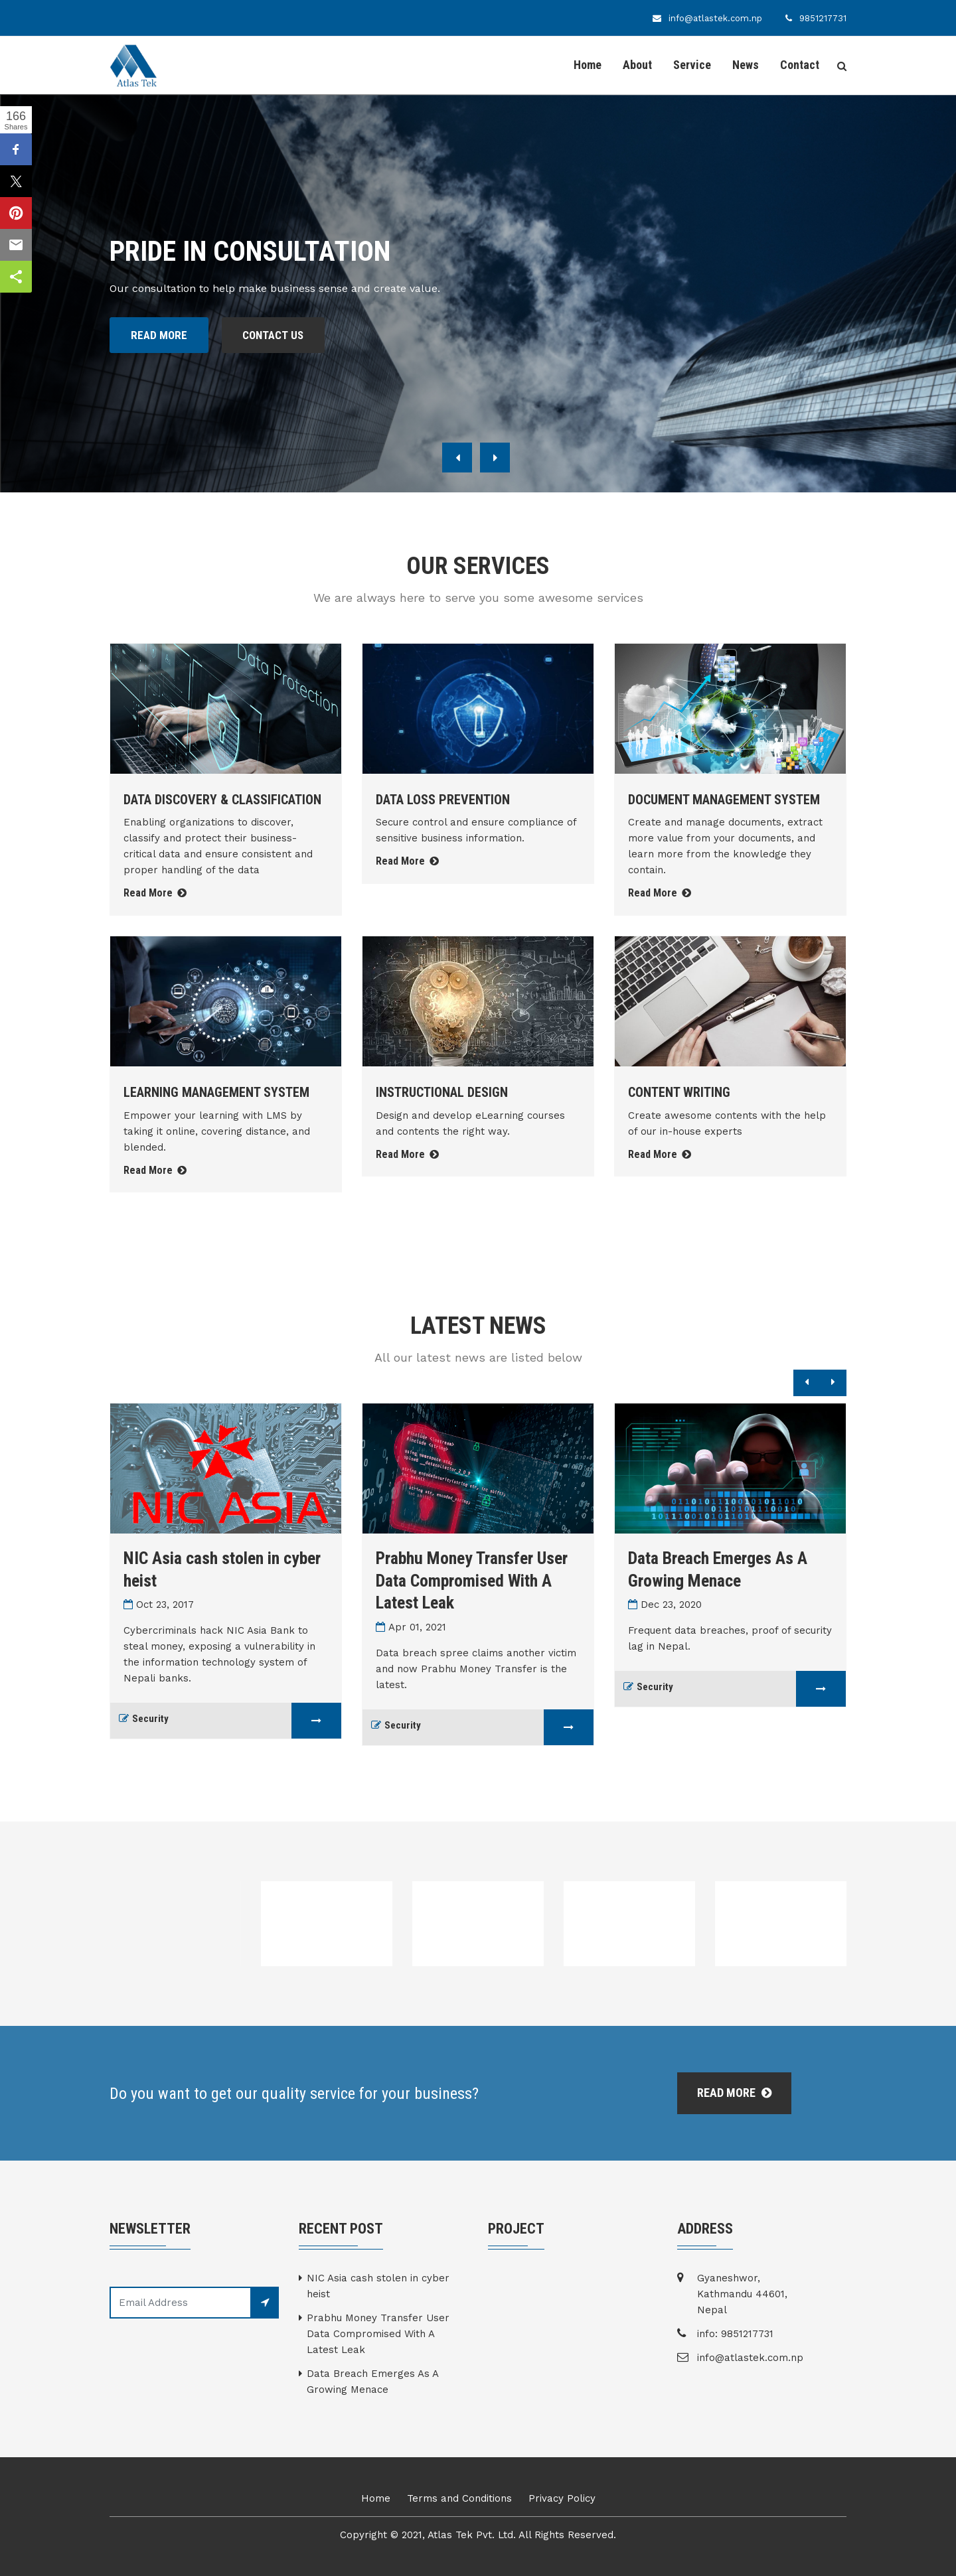 info@atlastek.com.np 9851217731
Atlas Tek
Home About Service News Contact
166
Shares
PRIDE IN CONSULTATION
Our consultation to help make business sense and create value.
READ MORE CONTACT US
OUR SERVICES
We are always here to serve you some awesome services
Data Protection
DATA DISCOVERY & CLASSIFICATION
Enabling organizations to discover,
classify and protect their business-
critical data and ensure consistent and
proper handling of the data
Read More
DATA LOSS PREVENTION
Secure control and ensure compliance of
sensitive business information.
Read More
DOCUMENT MANAGEMENT SYSTEM
Create and manage documents, extract
more value from your documents, and
learn more from the knowledge they
contain.
Read More
LEARNING MANAGEMENT SYSTEM
Empower your learning with LMS by
taking it online, covering distance, and
blended.
Read More
INSTRUCTIONAL DESIGN
Design and develop eLearning courses
and contents the right way.
Read More
CONTENT WRITING
Create awesome contents with the help
of our in-house experts
Read More
LATEST NEWS
All our latest news are listed below
NIC ASIA
NIC Asia cash stolen in cyber
heist
Oct 23, 2017
Cybercriminals hack NIC Asia Bank to
steal money, exposing a vulnerability in
the information technology system of
Nepali banks.
Security
Prabhu Money Transfer User
Data Compromised With A
Latest Leak
Apr 01, 2021
Data breach spree claims another victim
and now Prabhu Money Transfer is the
latest.
Security
Data Breach Emerges As A
Growing Menace
Dec 23, 2020
Frequent data breaches, proof of security
lag in Nepal.
Security
Do you want to get our quality service for your business?
READ MORE
NEWSLETTER
Email Address
RECENT POST
NIC Asia cash stolen in cyber
heist
Prabhu Money Transfer User
Data Compromised With A
Latest Leak
Data Breach Emerges As A
Growing Menace
PROJECT
ADDRESS
Gyaneshwor,
Kathmandu 44601,
Nepal
info: 9851217731
info@atlastek.com.np
Home Terms and Conditions Privacy Policy
Copyright © 2021, Atlas Tek Pvt. Ltd. All Rights Reserved.